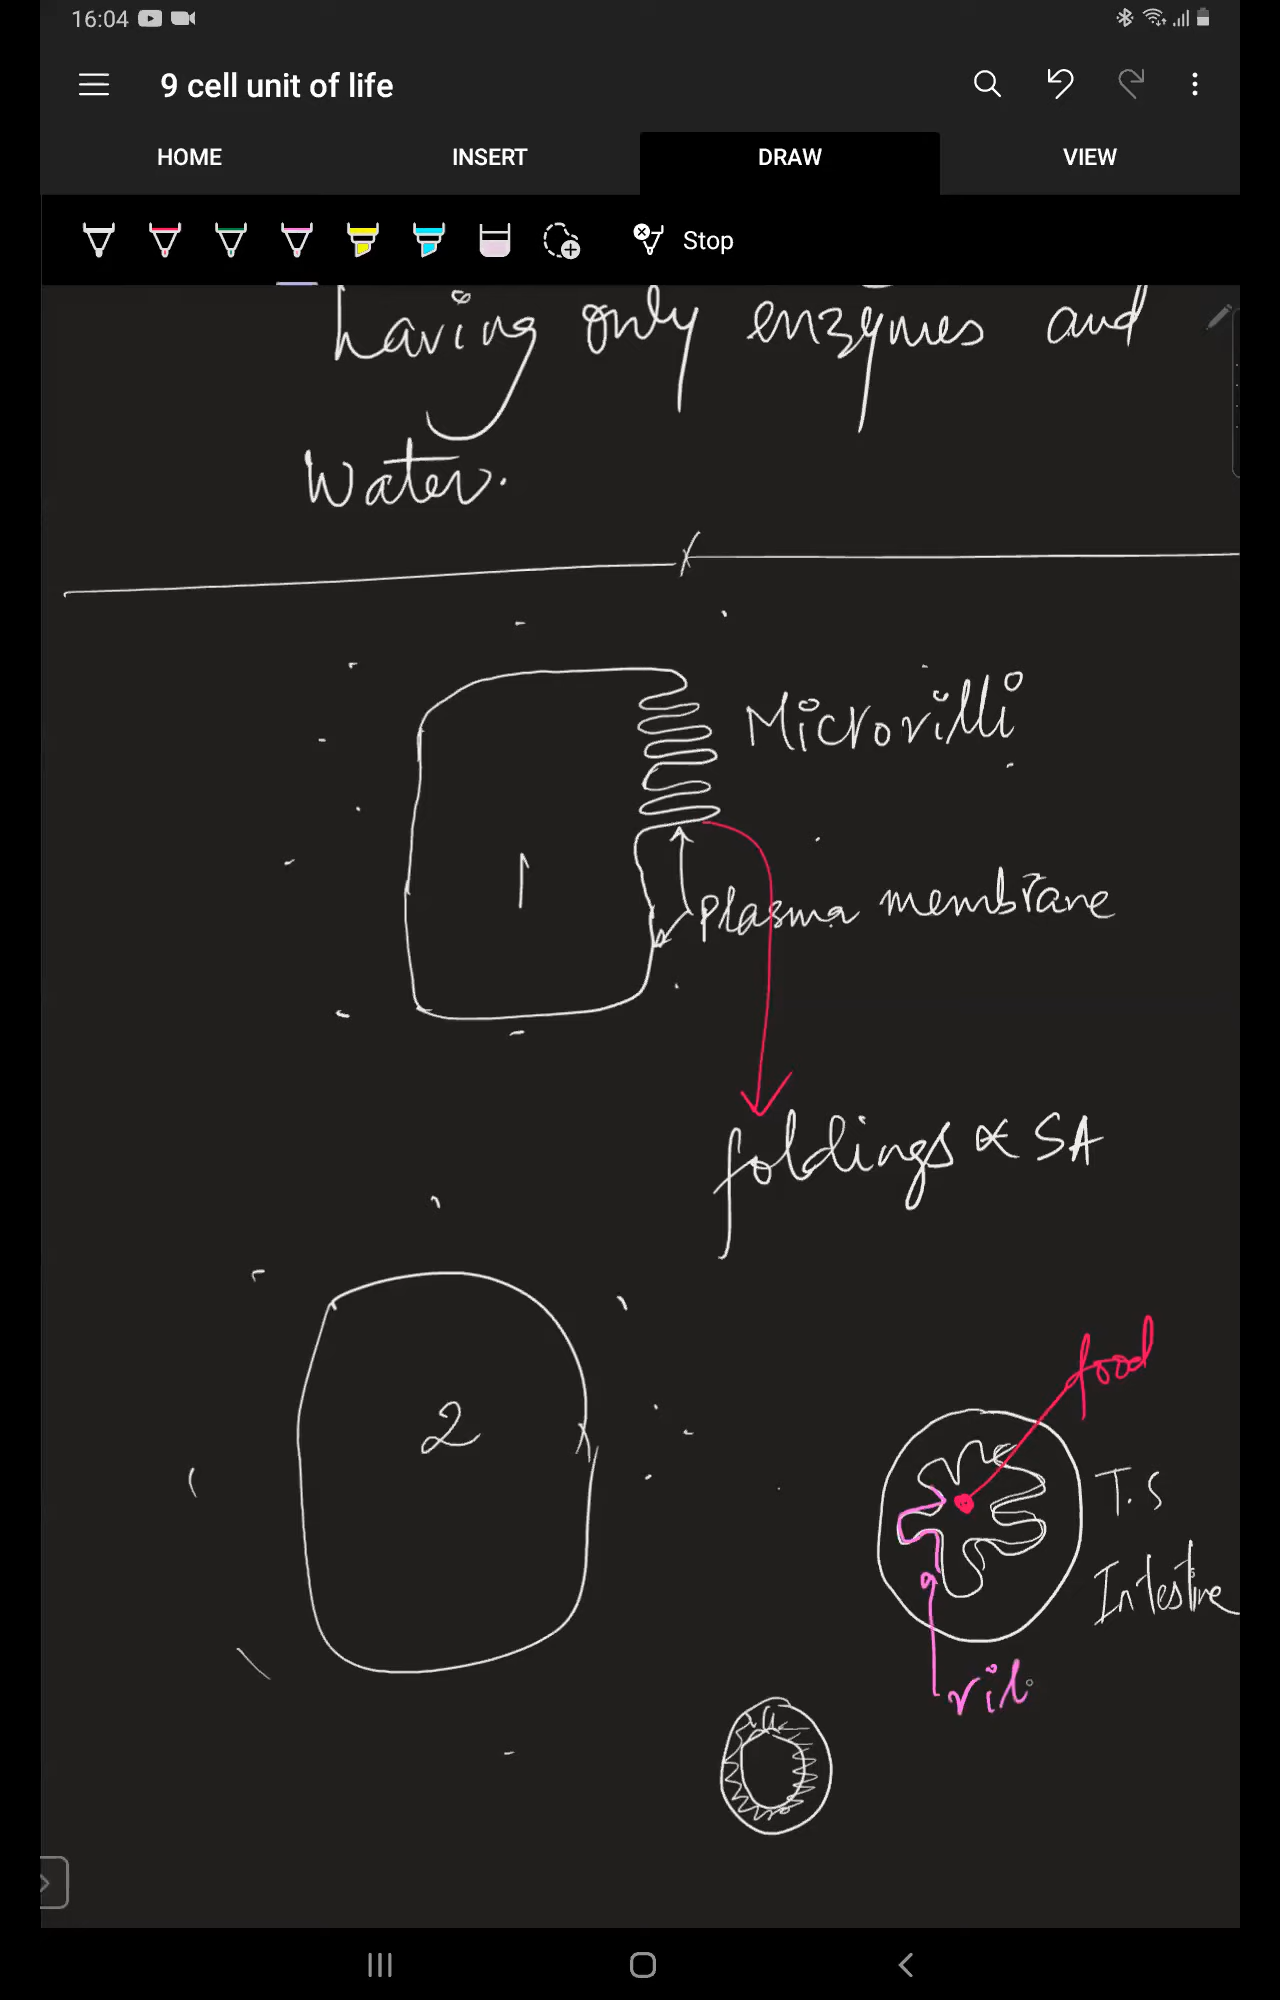 16:04
9 cell unit of life
HOME INSERT DRAW VIEW
Stop
having only enzymes and
Water.
Microvilli
1
Plasma membrane
foldings ∝ SA
2
food
T.S
Intestine
vil